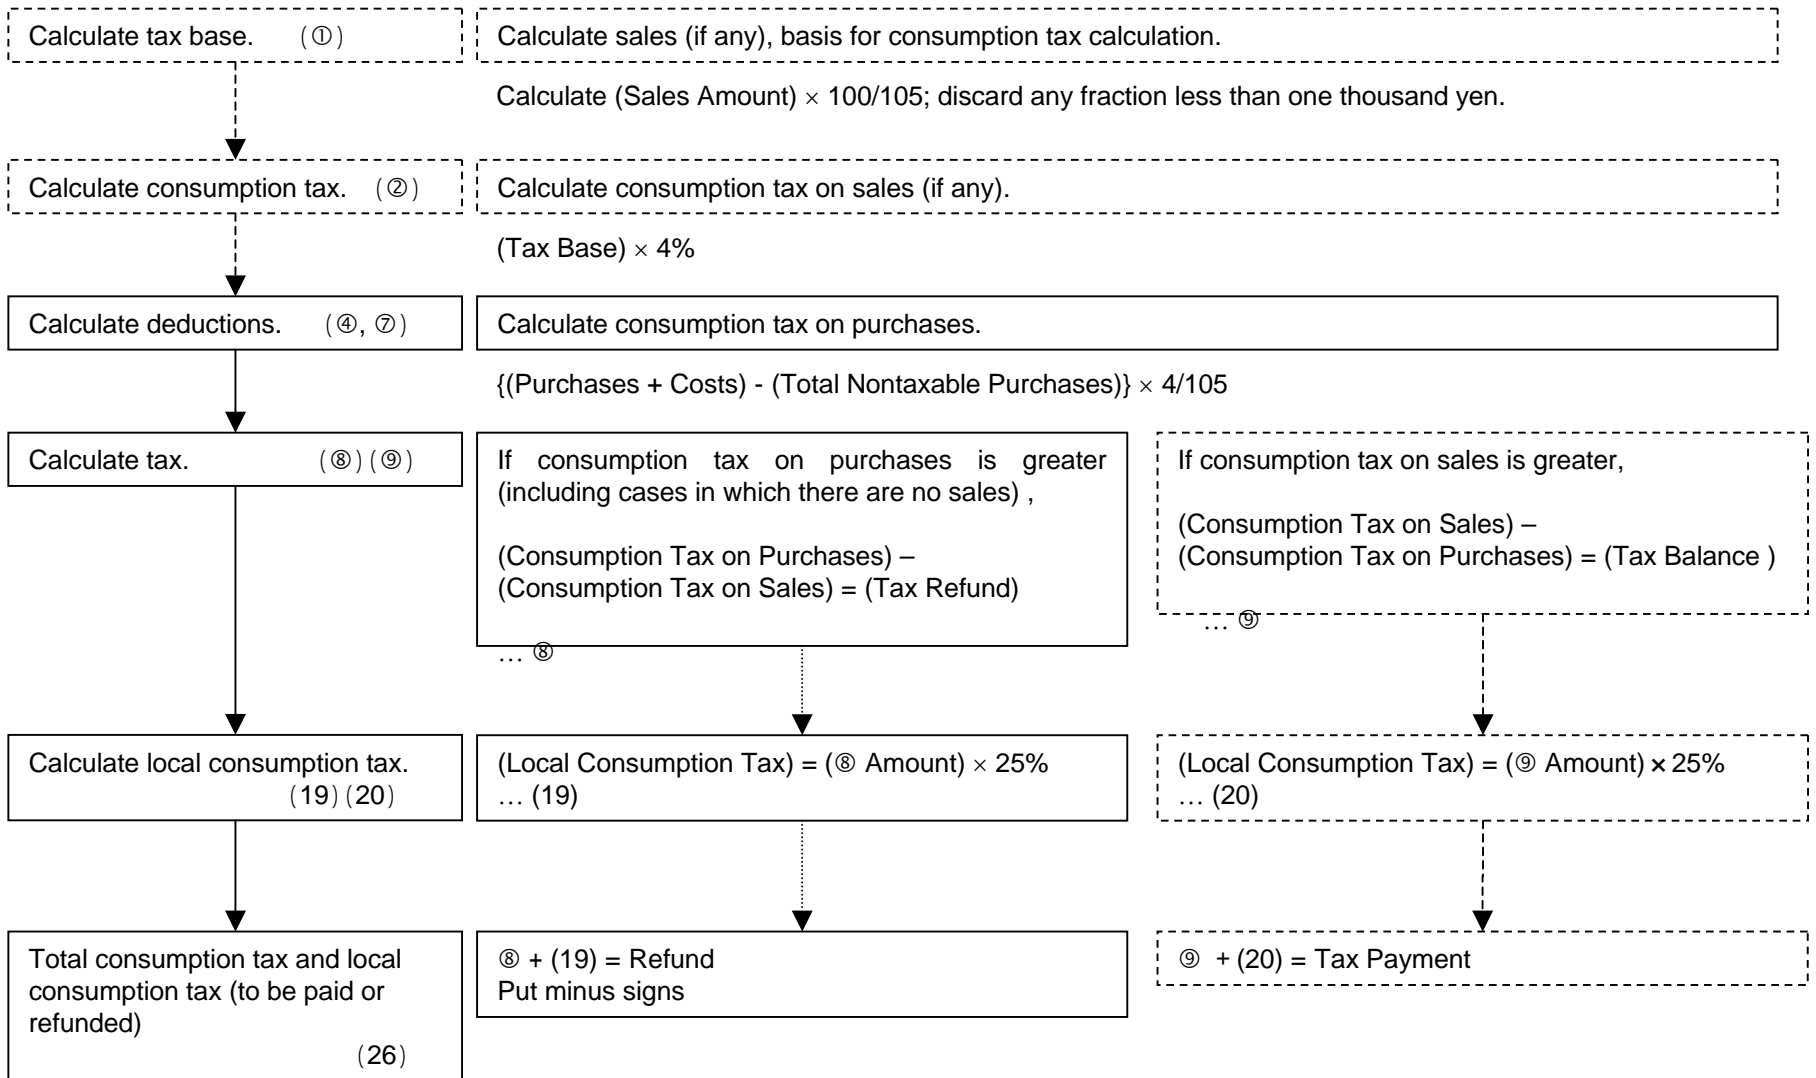 Calculate tax base. (①)
Calculate sales (if any), basis for consumption tax calculation.
Calculate (Sales Amount) × 100/105; discard any fraction less than one thousand yen.
Calculate consumption tax. (②)
Calculate consumption tax on sales (if any).
(Tax Base) × 4%
Calculate deductions. (④, ⑦)
Calculate consumption tax on purchases.
{(Purchases + Costs) - (Total Nontaxable Purchases)} × 4/105
Calculate tax. (⑧)(⑨)
If consumption tax on purchases is greater
(including cases in which there are no sales) ,
(Consumption Tax on Purchases) –
(Consumption Tax on Sales) = (Tax Refund)
… ⑧
If consumption tax on sales is greater,
(Consumption Tax on Sales) –
(Consumption Tax on Purchases) = (Tax Balance )
… ⑨
Calculate local consumption tax.
(19)(20)
(Local Consumption Tax) = (⑧ Amount) × 25%
… (19)
(Local Consumption Tax) = (⑨ Amount) × 25%
… (20)
Total consumption tax and local
consumption tax (to be paid or
refunded)
(26)
⑧ + (19) = Refund
Put minus signs
⑨ + (20) = Tax Payment